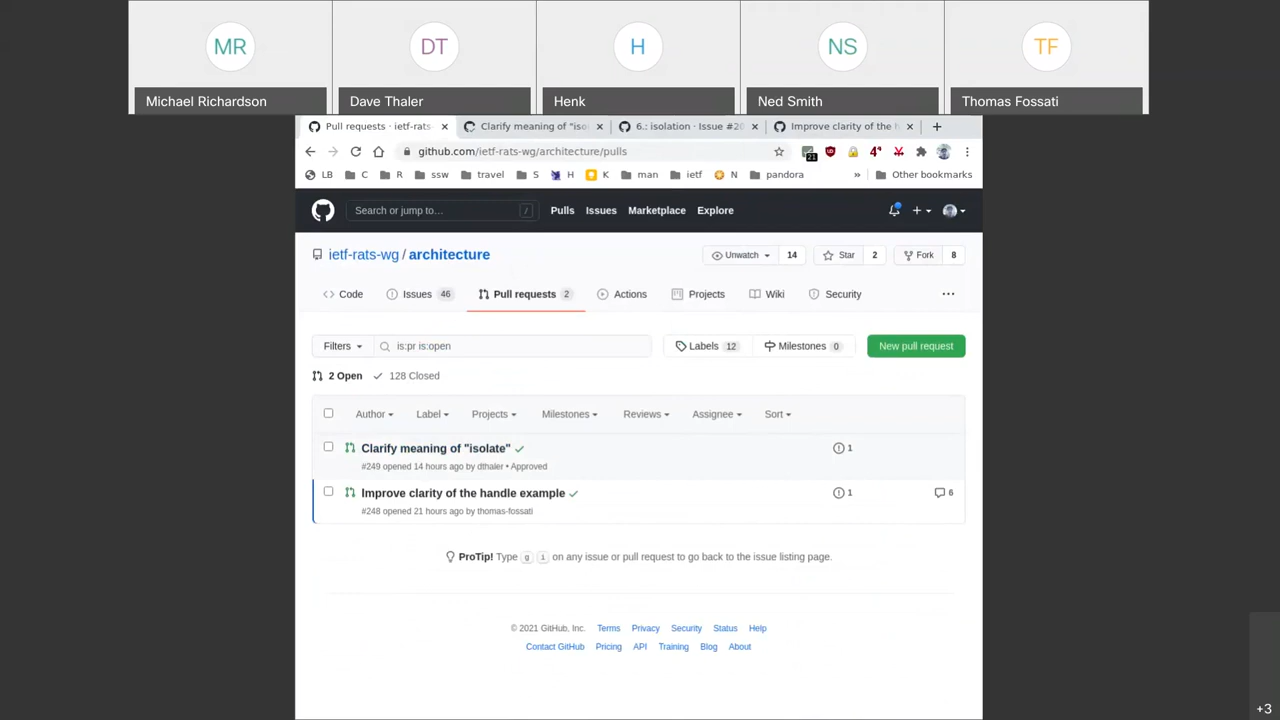 MR DT H NS TF
Michael Richardson Dave Thaler Henk Ned Smith Thomas Fossati
Pull requests · ietf-rats- Clarify meaning of "iso 6.: isolation · Issue #20 Improve clarity of the h
github.com/ietf-rats-wg/architecture/pulls 21
LB C R ssw travel S H K man ietf N pandora » Other bookmarks
Search or jump to… / Pulls Issues Marketplace Explore
ietf-rats-wg / architecture Unwatch 14 Star 2 Fork 8
Code Issues 46 Pull requests 2 Actions Projects Wiki Security
Filters is:pr is:open Labels 12 Milestones 0 New pull request
2 Open 128 Closed
Author Label Projects Milestones Reviews Assignee Sort
Clarify meaning of "isolate" 1
#249 opened 14 hours ago by dthaler • Approved
Improve clarity of the handle example 1 6
#248 opened 21 hours ago by thomas-fossati
ProTip! Type g i on any issue or pull request to go back to the issue listing page.
© 2021 GitHub, Inc. Terms Privacy Security Status Help
Contact GitHub Pricing API Training Blog About
+3